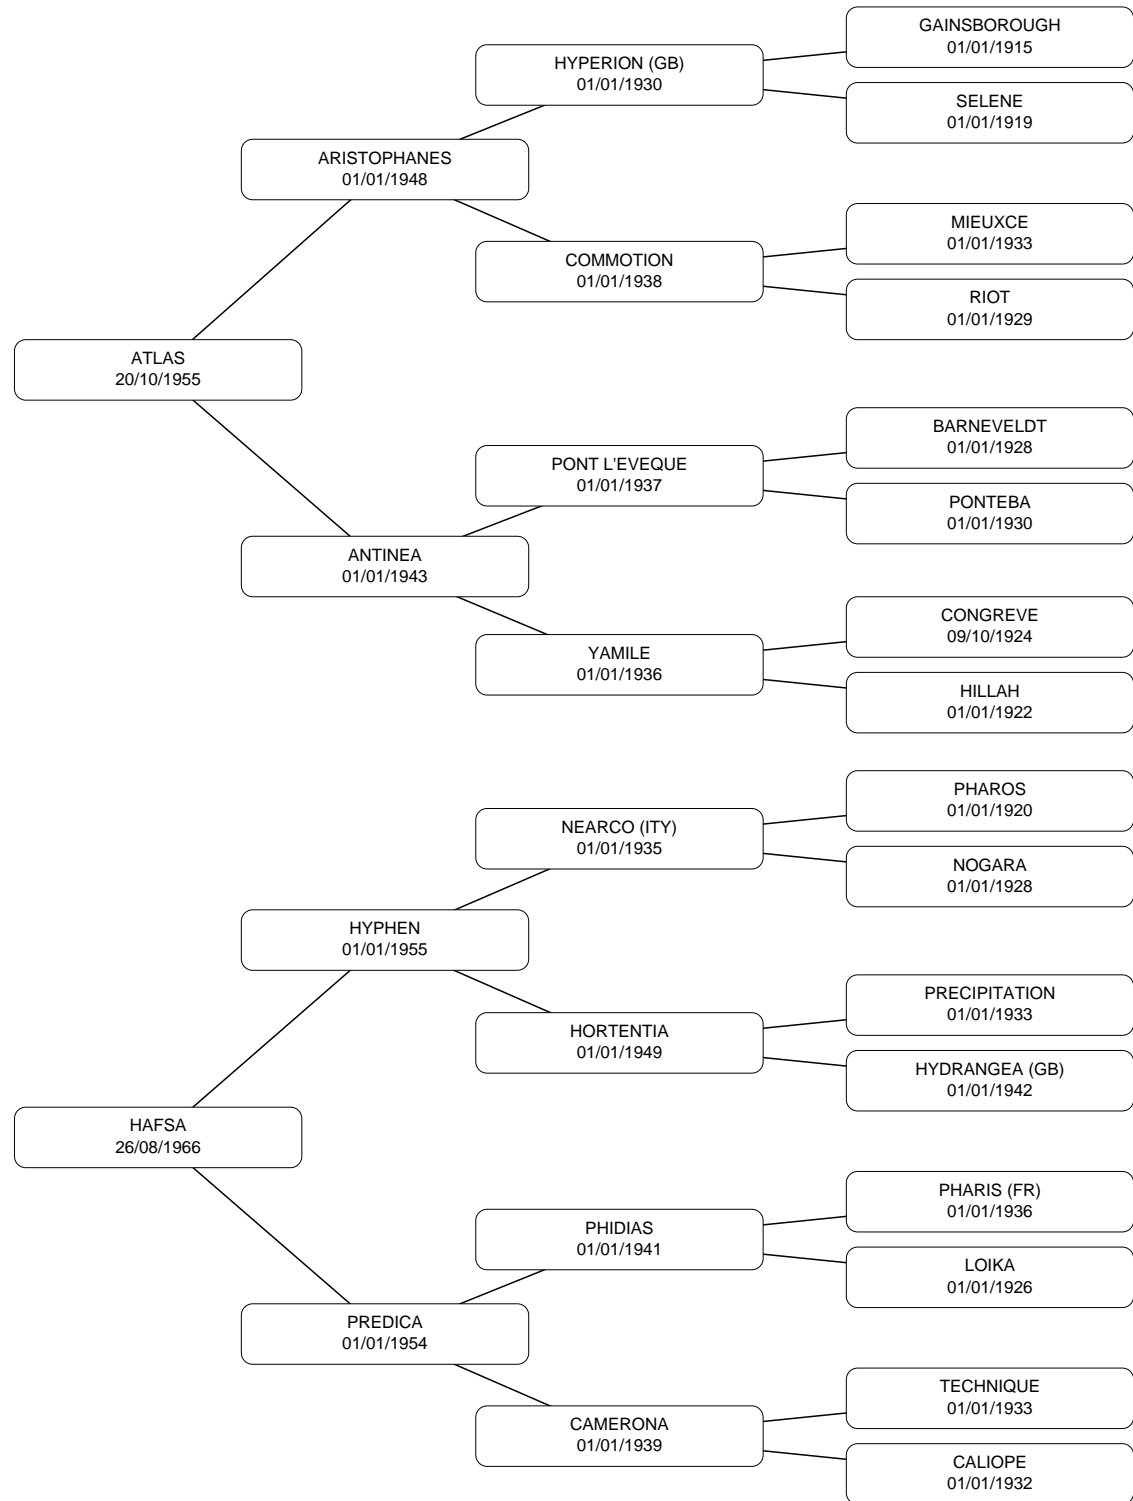 GAINSBOROUGH
01/01/1915
HYPERION (GB)
01/01/1930
SELENE
01/01/1919
ARISTOPHANES
01/01/1948
MIEUXCE
01/01/1933
COMMOTION
01/01/1938
RIOT
01/01/1929
ATLAS
20/10/1955
BARNEVELDT
01/01/1928
PONT L'EVEQUE
01/01/1937
PONTEBA
01/01/1930
ANTINEA
01/01/1943
CONGREVE
09/10/1924
YAMILE
01/01/1936
HILLAH
01/01/1922
PHAROS
01/01/1920
NEARCO (ITY)
01/01/1935
NOGARA
01/01/1928
HYPHEN
01/01/1955
PRECIPITATION
01/01/1933
HORTENTIA
01/01/1949
HYDRANGEA (GB)
01/01/1942
HAFSA
26/08/1966
PHARIS (FR)
01/01/1936
PHIDIAS
01/01/1941
LOIKA
01/01/1926
PREDICA
01/01/1954
TECHNIQUE
01/01/1933
CAMERONA
01/01/1939
CALIOPE
01/01/1932